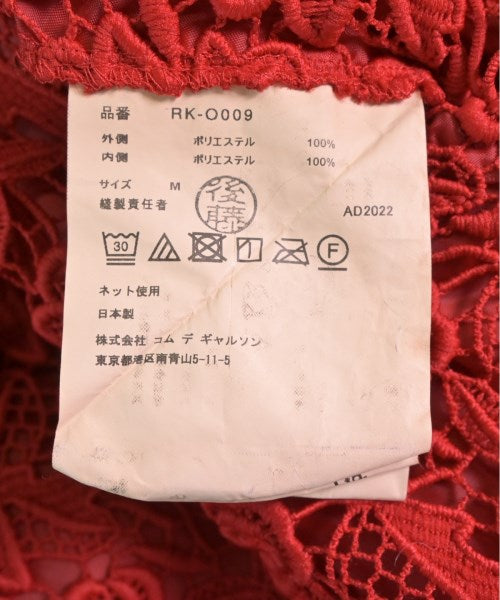 品番 RK-O009
外側 ポリエステル 100%
内側 ポリエステル 100%
サイズ M
縫製責任者 後藤 AD2022
30 1 F
ネット使用
日本製
株式会社 コム デ ギャルソン
東京都港区南青山5-11-5